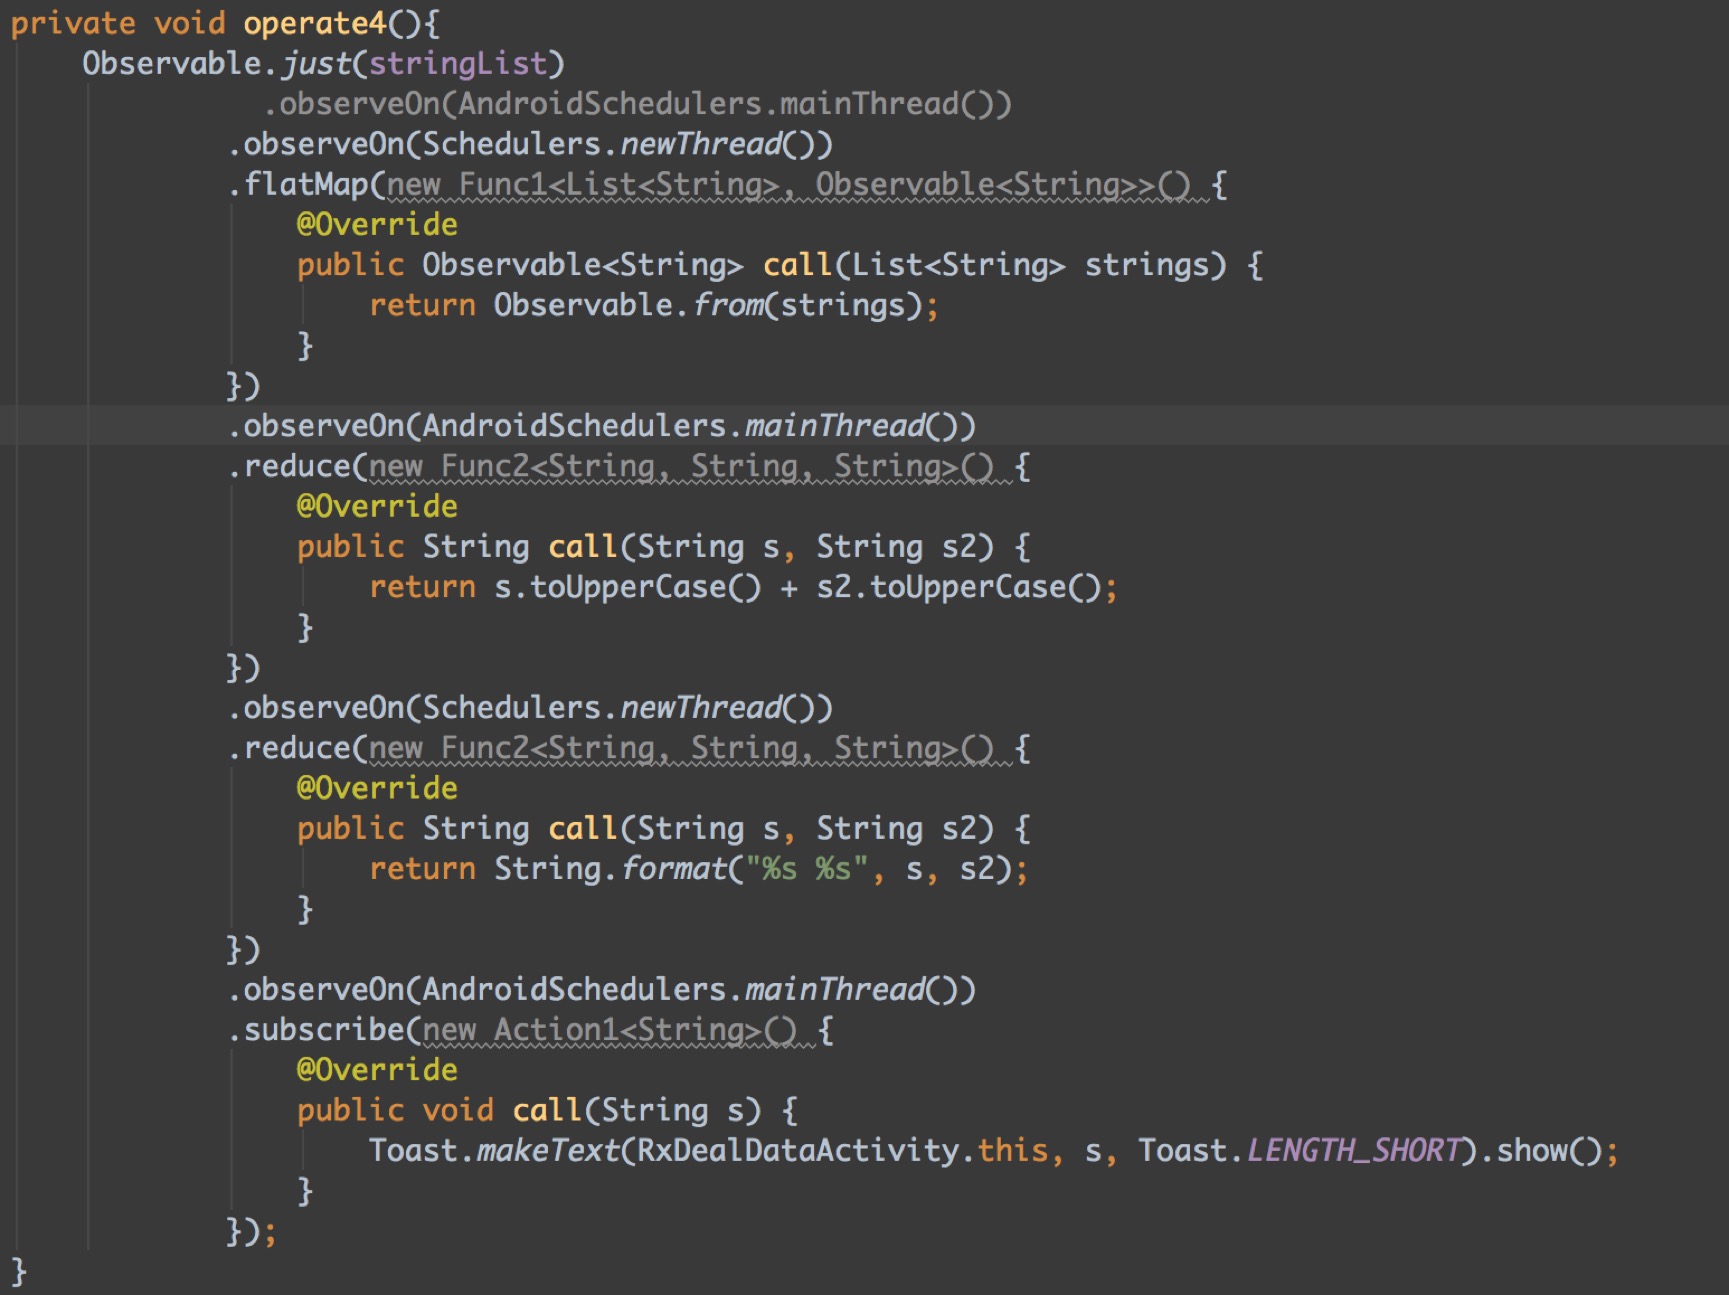 private void operate4(){
Observable.just(stringList)
.observeOn(AndroidSchedulers.mainThread())
.observeOn(Schedulers.newThread())
.flatMap(new Func1<List<String>, Observable<String>>() {
@Override
public Observable<String> call(List<String> strings) {
return Observable.from(strings);
}
})
.observeOn(AndroidSchedulers.mainThread())
.reduce(new Func2<String, String, String>() {
@Override
public String call(String s, String s2) {
return s.toUpperCase() + s2.toUpperCase();
}
})
.observeOn(Schedulers.newThread())
.reduce(new Func2<String, String, String>() {
@Override
public String call(String s, String s2) {
return String.format("%s %s", s, s2);
}
})
.observeOn(AndroidSchedulers.mainThread())
.subscribe(new Action1<String>() {
@Override
public void call(String s) {
Toast.makeText(RxDealDataActivity.this, s, Toast.LENGTH_SHORT).show();
}
});
}